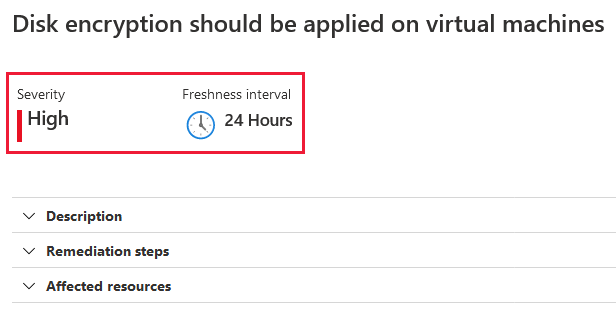 Disk encryption should be applied on virtual machines
Severity
Freshness interval
High
24 Hours
Description
Remediation steps
Affected resources